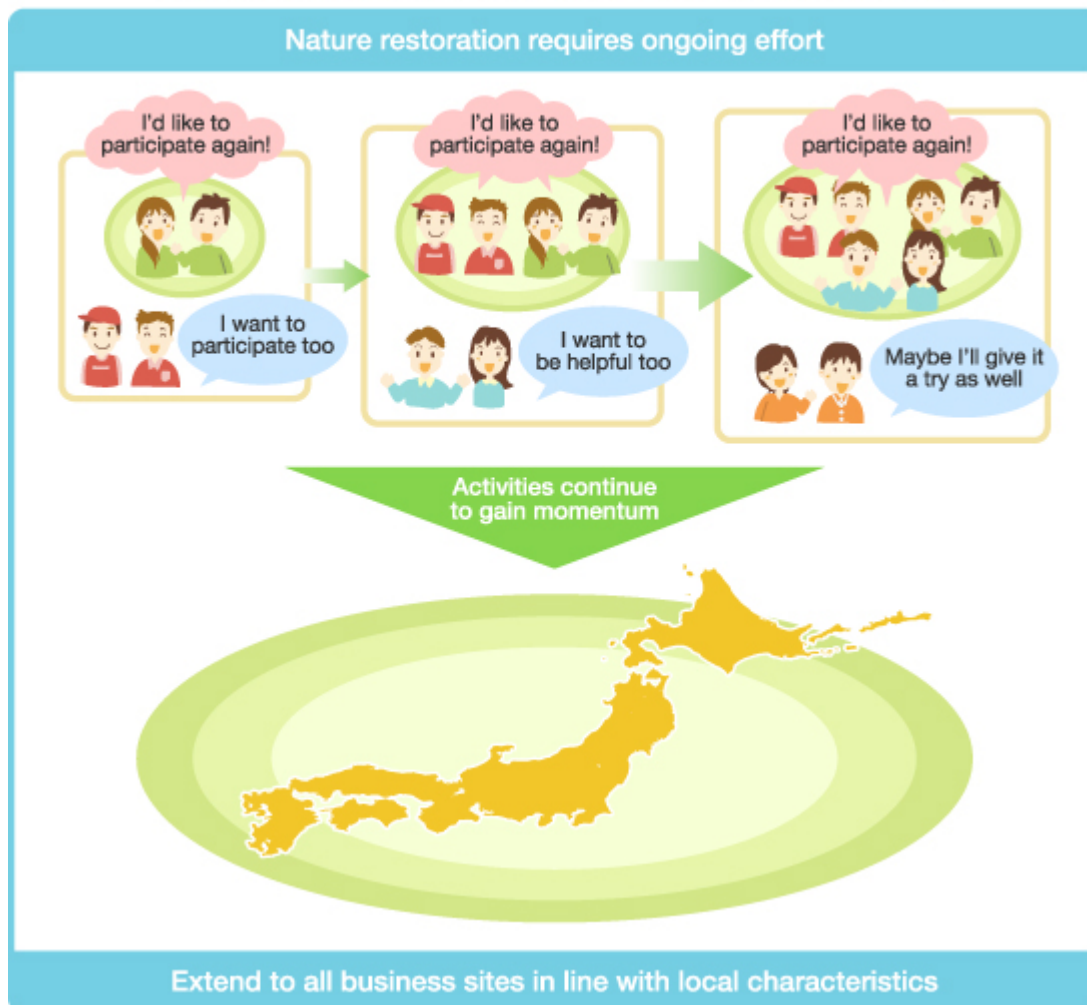 Nature restoration requires ongoing effort
I'd like to
participate again!
I want to
participate too
I'd like to
participate again!
I want to
be helpful too
I'd like to
participate again!
Maybe I'll give it
a try as well
Activities continue
to gain momentum
Extend to all business sites in line with local characteristics